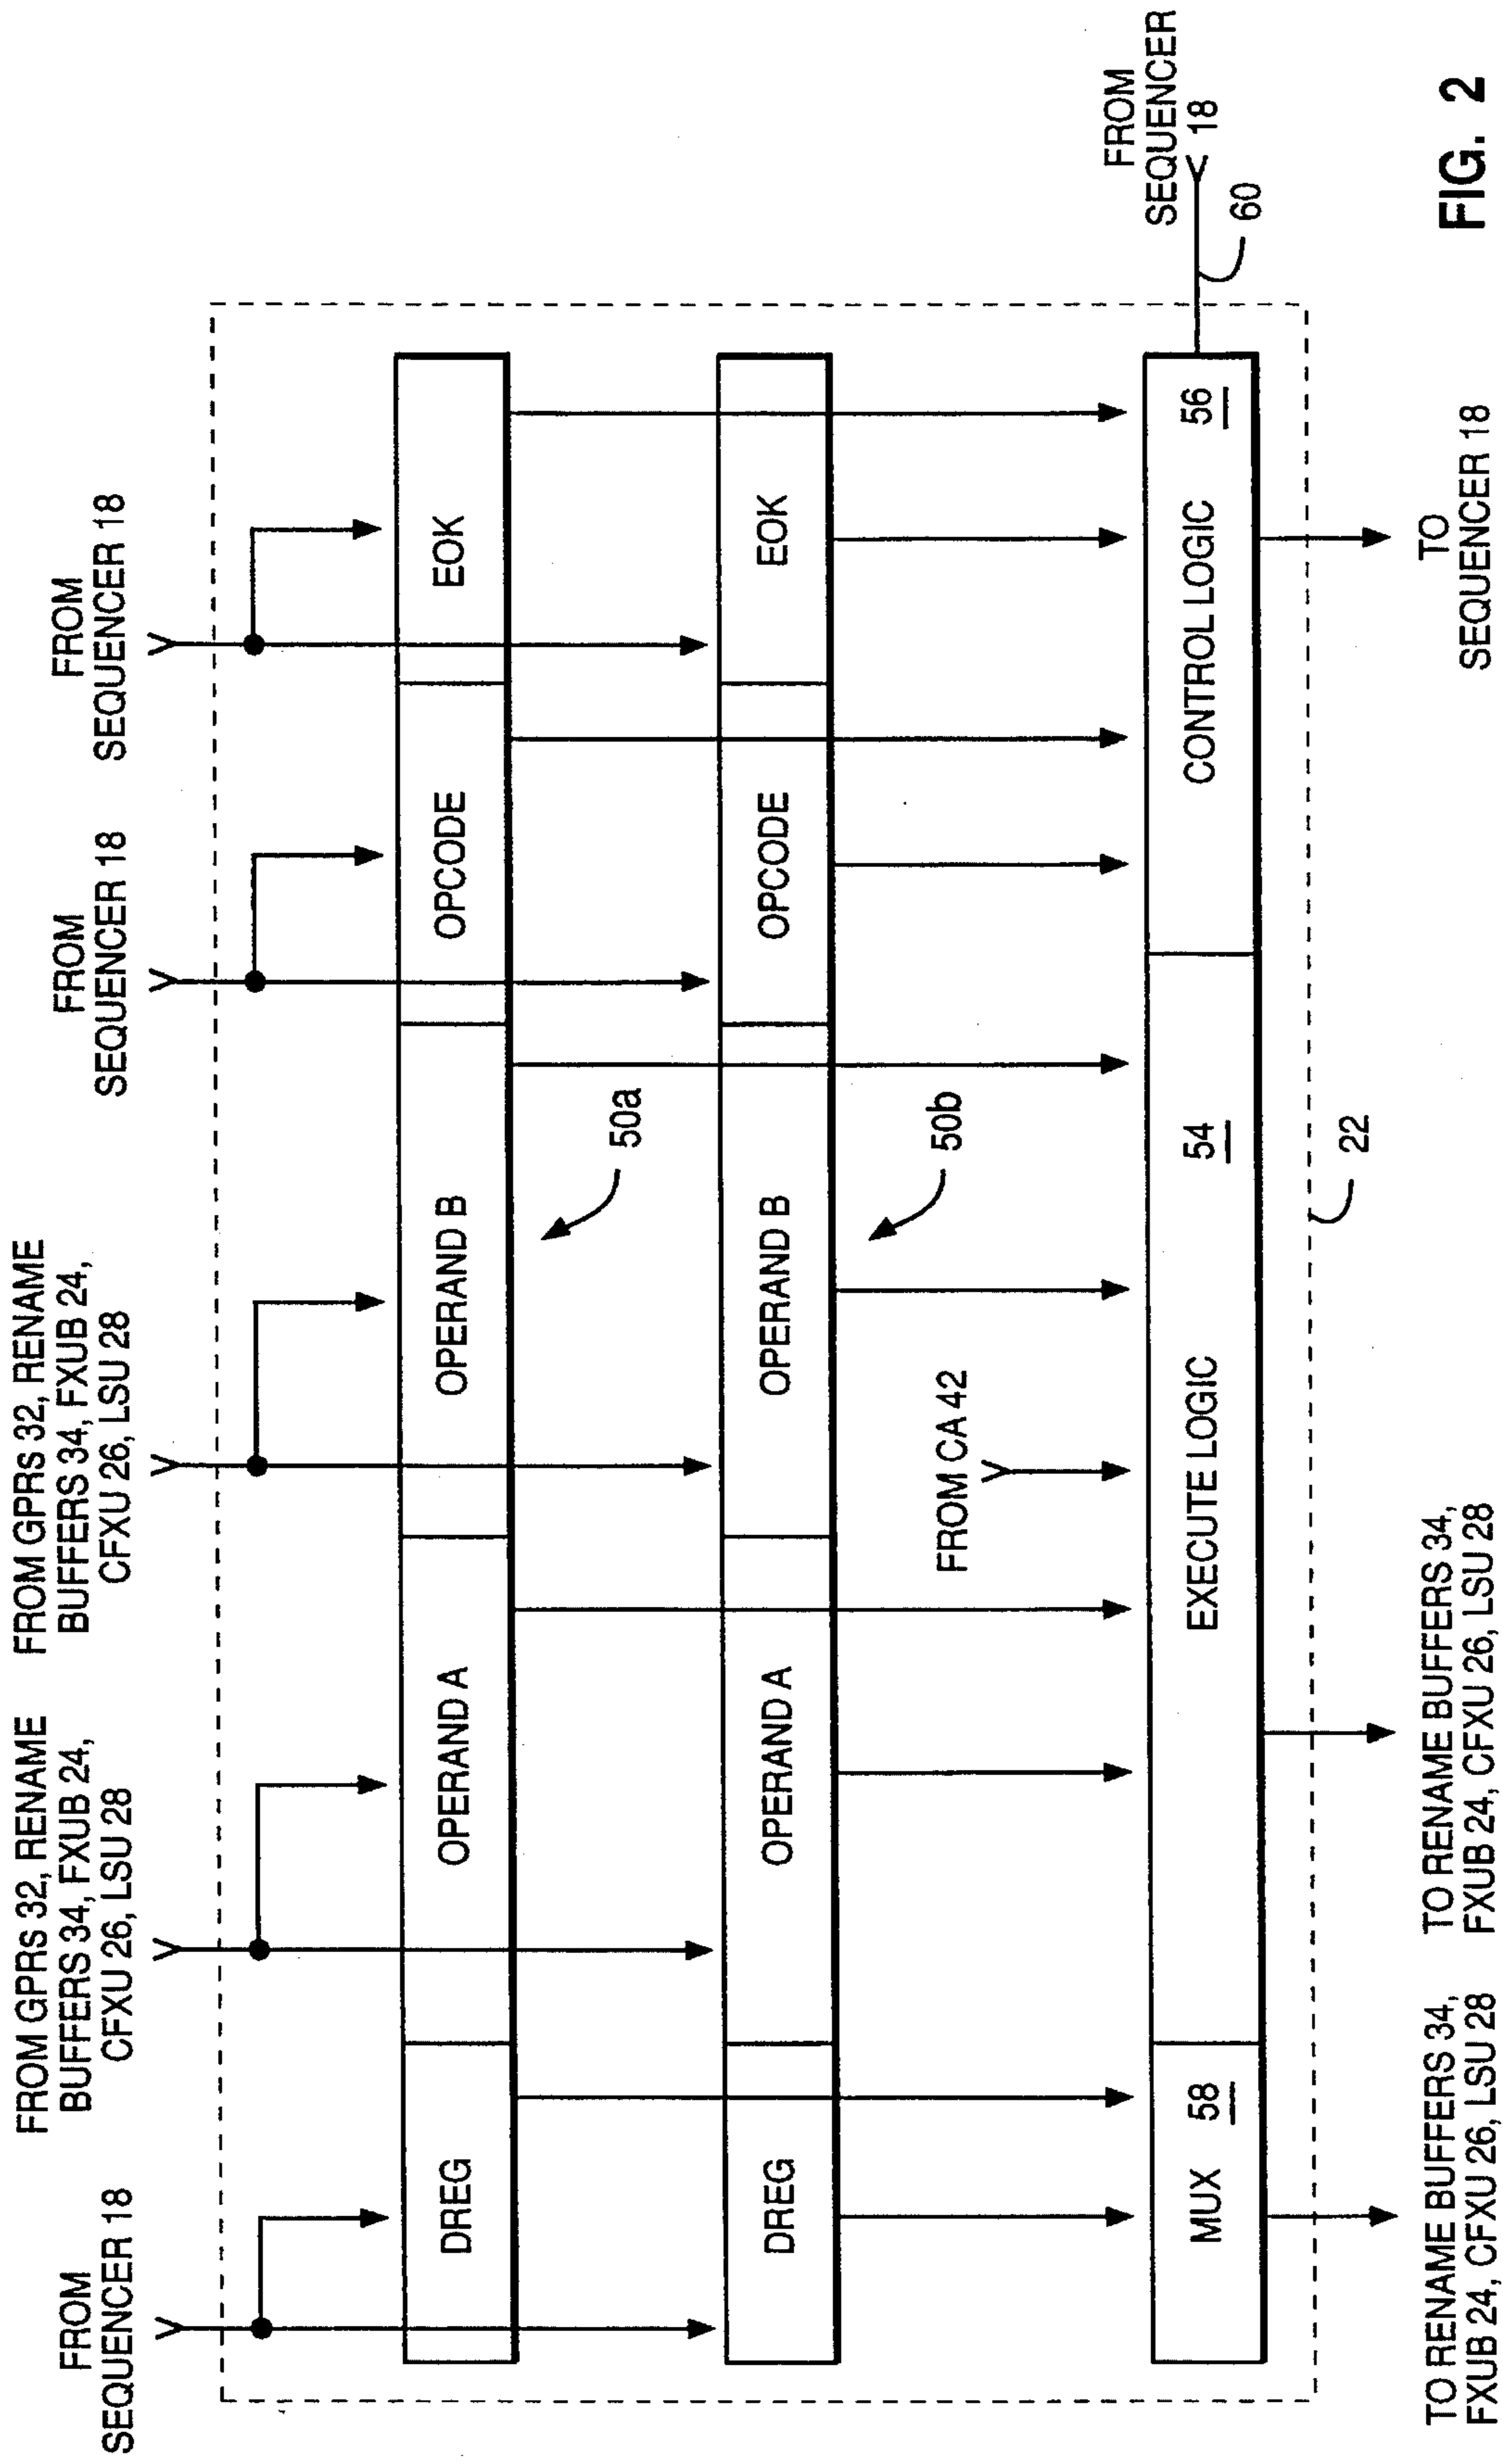 FROM
SEQUENCER 18
FROM GPRs 32, RENAME
BUFFERS 34, FXUB 24,
CFXU 26, LSU 28
FROM GPRs 32, RENAME
BUFFERS 34, FXUB 24,
CFXU 26, LSU 28
FROM
SEQUENCER 18
FROM
SEQUENCER 18
DREG
OPERAND A
OPERAND B
OPCODE
EOK
50a
DREG
OPERAND A
OPERAND B
OPCODE
EOK
50b
FROM CA 42
FROM
SEQUENCER
18
60
MUX 58
EXECUTE LOGIC 54
CONTROL LOGIC 56
22
TO RENAME BUFFERS 34,
FXUB 24, CFXU 26, LSU 28
TO RENAME BUFFERS 34,
FXUB 24, CFXU 26, LSU 28
TO
SEQUENCER 18
FIG. 2